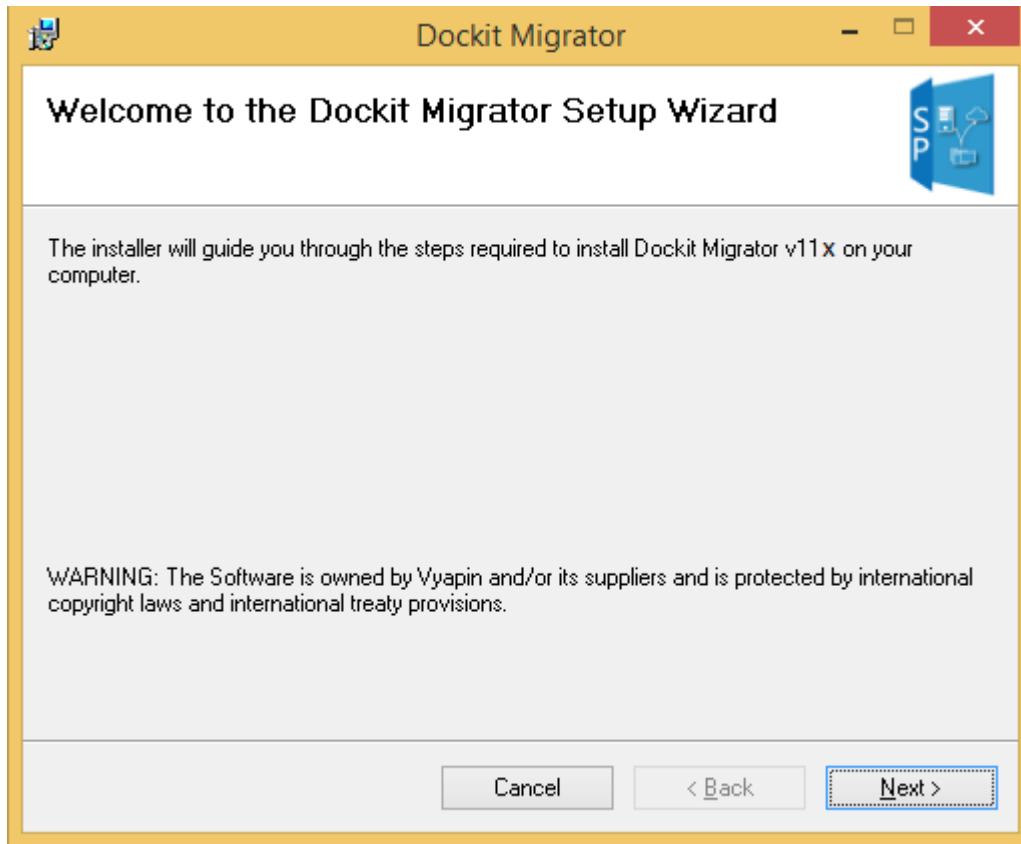 Dockit Migrator
Welcome to the Dockit Migrator Setup Wizard
S
P
The installer will guide you through the steps required to install Dockit Migrator v11x on your
computer.
WARNING: The Software is owned by Vyapin and/or its suppliers and is protected by international
copyright laws and international treaty provisions.
Cancel
< Back
Next >